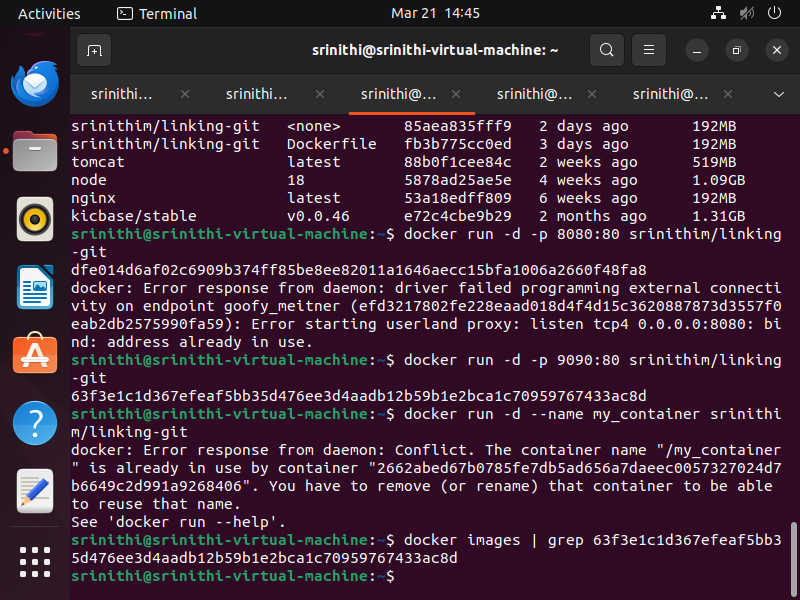 Activities
Terminal
Mar 21 14:45
srinithi@srinithi-virtual-machine: ~
srinithi...
srinithi...
srinithi@...
srinithi@...
srinithi@...
srinithim/linking-git   <none>       85aea835fff9   2 days ago     192MB
srinithim/linking-git   Dockerfile   fb3b775cc0ed   3 days ago     192MB
tomcat                  latest       88b0f1cee84c   2 weeks ago    519MB
node                    18           5878ad25ae5e   4 weeks ago    1.09GB
nginx                   latest       53a18edff809   6 weeks ago    192MB
kicbase/stable          v0.0.46      e72c4cbe9b29   2 months ago   1.31GB
srinithi@srinithi-virtual-machine:~$ docker run -d -p 8080:80 srinithim/linking
-git
dfe014d6af02c6909b374ff85be8ee82011a1646aecc15bfa1006a2660f48fa8
docker: Error response from daemon: driver failed programming external connecti
vity on endpoint goofy_meitner (efd3217802fe228eaad018d4f4d15c3620887873d3557f0
eab2db2575990fa59): Error starting userland proxy: listen tcp4 0.0.0.0:8080: bi
nd: address already in use.
srinithi@srinithi-virtual-machine:~$ docker run -d -p 9090:80 srinithim/linking
-git
63f3e1c1d367efeaf5bb35d476ee3d4aadb12b59b1e2bca1c70959767433ac8d
srinithi@srinithi-virtual-machine:~$ docker run -d --name my_container srinithi
m/linking-git
docker: Error response from daemon: Conflict. The container name "/my_container
" is already in use by container "2662abed67b0785fe7db5ad656a7daeec0057327024d7
b6649c2d991a9268406". You have to remove (or rename) that container to be able
to reuse that name.
See 'docker run --help'.
srinithi@srinithi-virtual-machine:~$ docker images | grep 63f3e1c1d367efeaf5bb3
5d476ee3d4aadb12b59b1e2bca1c70959767433ac8d
srinithi@srinithi-virtual-machine:~$